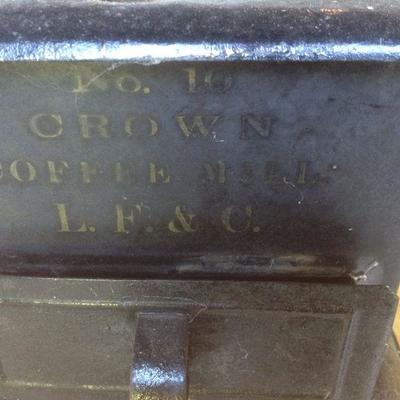 No. 10
CROWN
COFFEE MILL
L. F. & C.